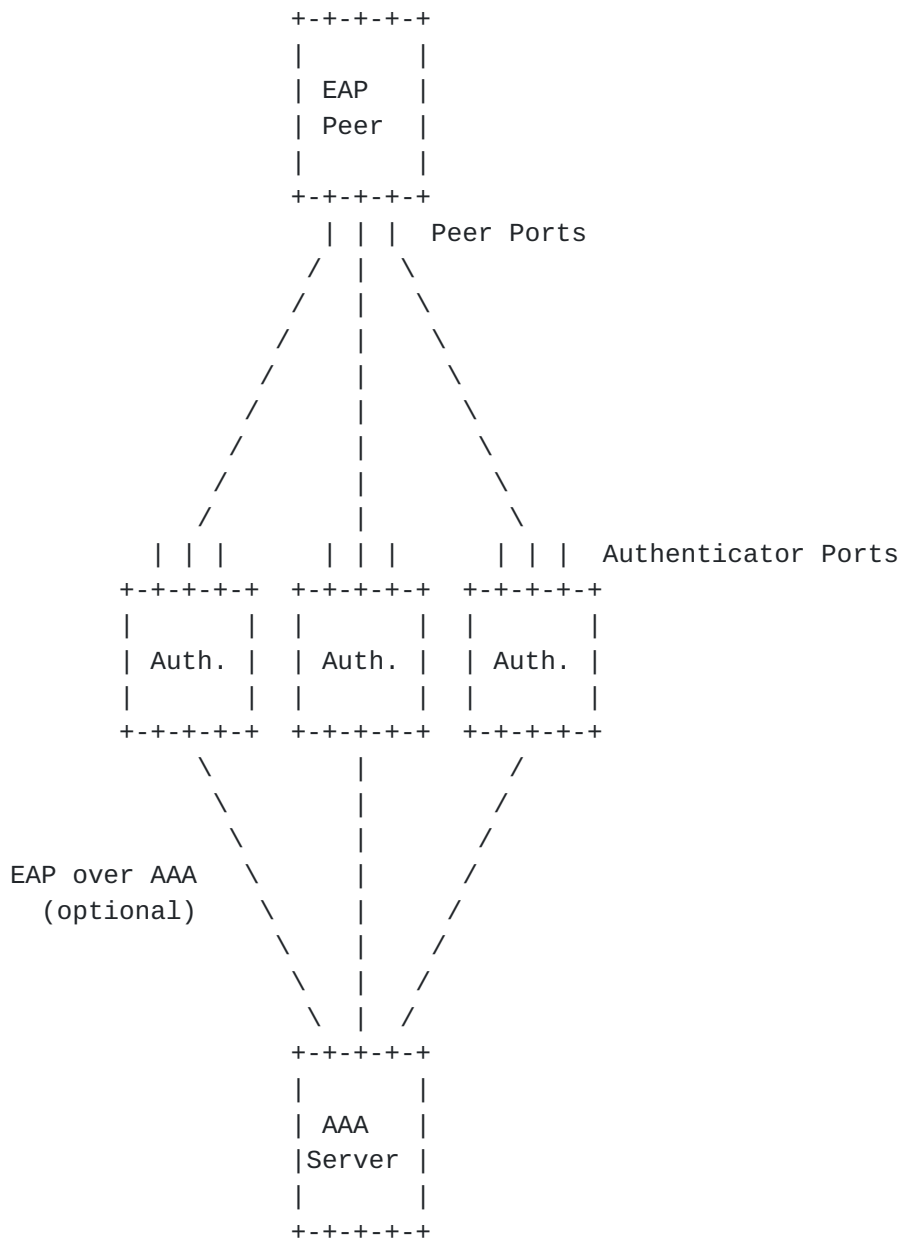 EAP
Peer
Peer Ports
Authenticator Ports
Auth. Auth. Auth.
EAP over AAA
(optional)
AAA
Server